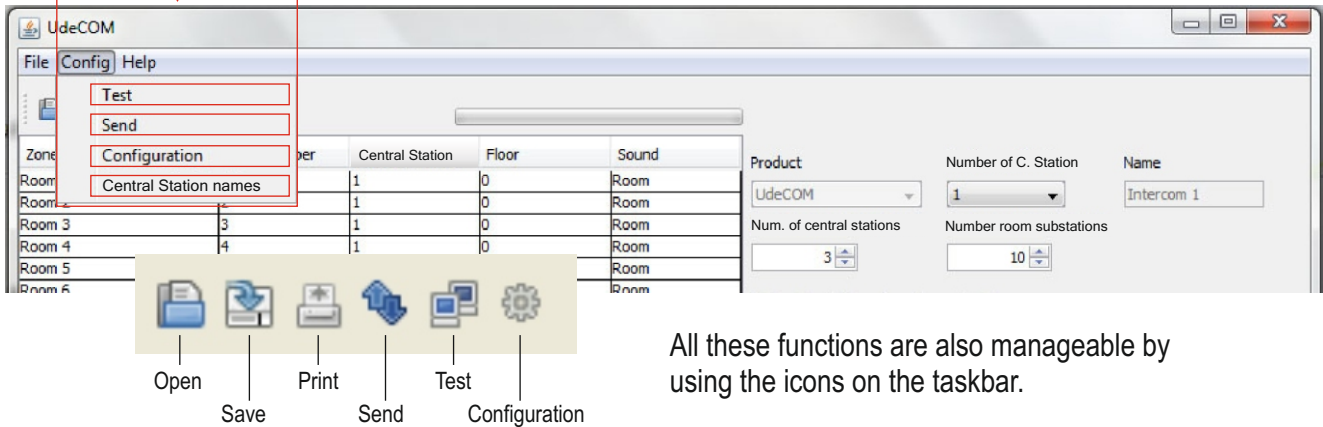 UdeCOM
File Config Help
Test
Send
Configuration
Central Station names
Zone ber Central Station Floor Sound
Room 1 0 Room
Room 2 2 1 0 Room
Room 3 3 1 0 Room
Room 4 4 1 0 Room
Room 5 Room
Room 6 Room
Product Number of C. Station Name
UdeCOM 1 Intercom 1
Num. of central stations Number room substations
3 10
Open Print Test
Save Send Configuration
All these functions are also manageable by
using the icons on the taskbar.